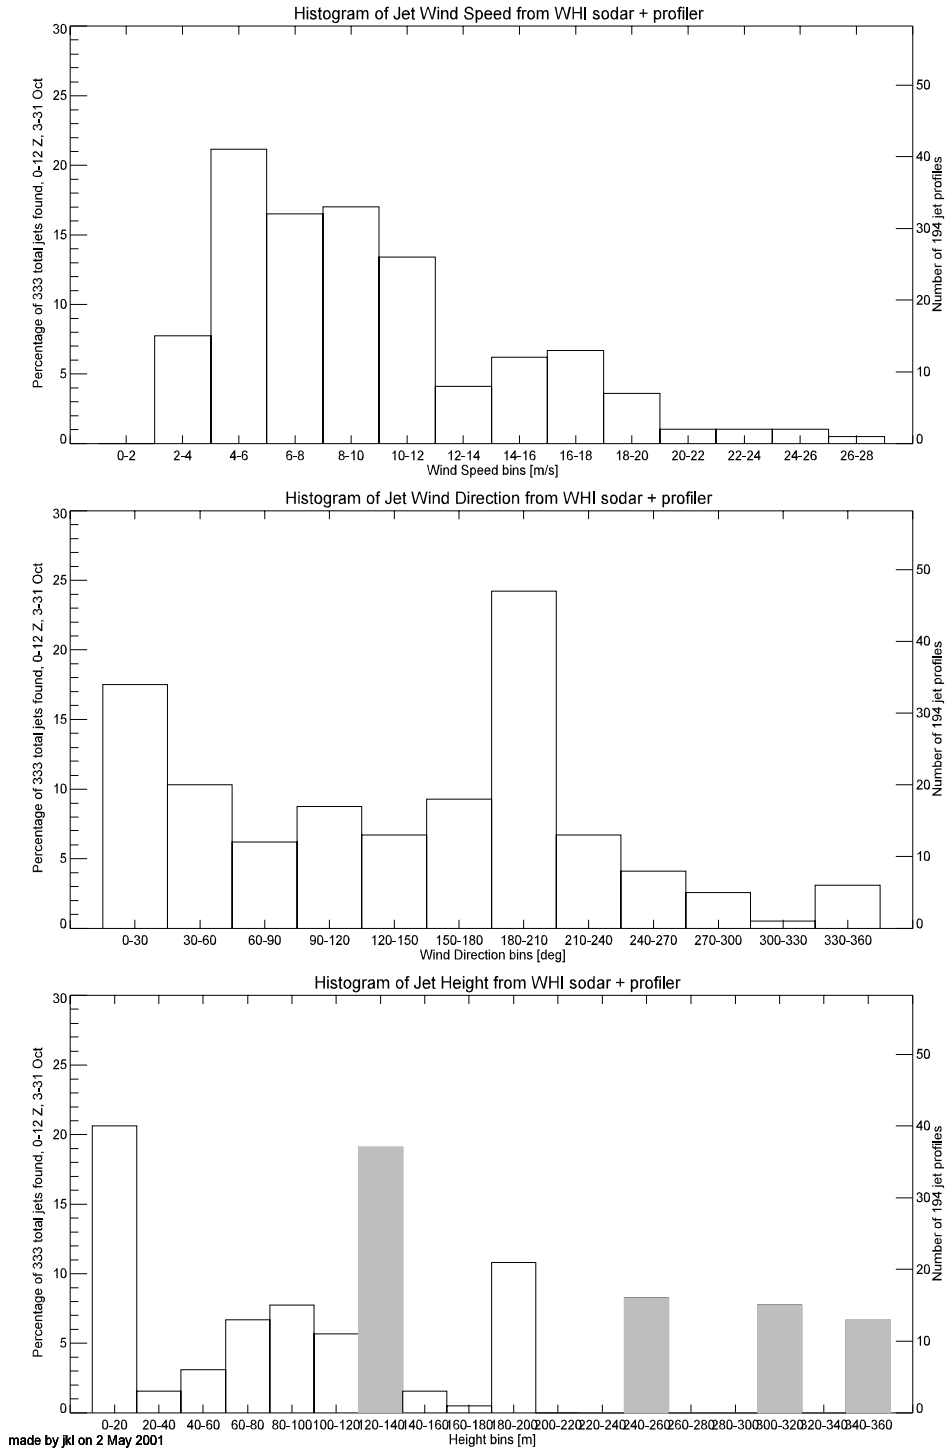 Histogram of Jet Wind Speed from WHI sodar + profiler
Percentage of 333 total jets found, 0-12 Z, 3-31 Oct
30
25
20
15
10
5
0
0-2 2-4 4-6 6-8 8-10 10-12 12-14 14-16 16-18 18-20 20-22 22-24 24-26 26-28
Wind Speed bins [m/s]
50
40
30
20
10
0
Number of 194 jet profiles
Histogram of Jet Wind Direction from WHI sodar + profiler
Percentage of 333 total jets found, 0-12 Z, 3-31 Oct
30
25
20
15
10
5
0
0-30 30-60 60-90 90-120 120-150 150-180 180-210 210-240 240-270 270-300 300-330 330-360
Wind Direction bins [deg]
50
40
30
20
10
0
Number of 194 jet profiles
Histogram of Jet Height from WHI sodar + profiler
Percentage of 333 total jets found, 0-12 Z, 3-31 Oct
30
25
20
15
10
5
0
0-20 20-40 40-60 60-80 80-100 100-120 120-140 140-160 160-180 180-200 200-220 220-240 240-260 260-280 280-300 300-320 320-340 340-360
Height bins [m]
50
40
30
20
10
0
Number of 194 jet profiles
made by jkl on 2 May 2001